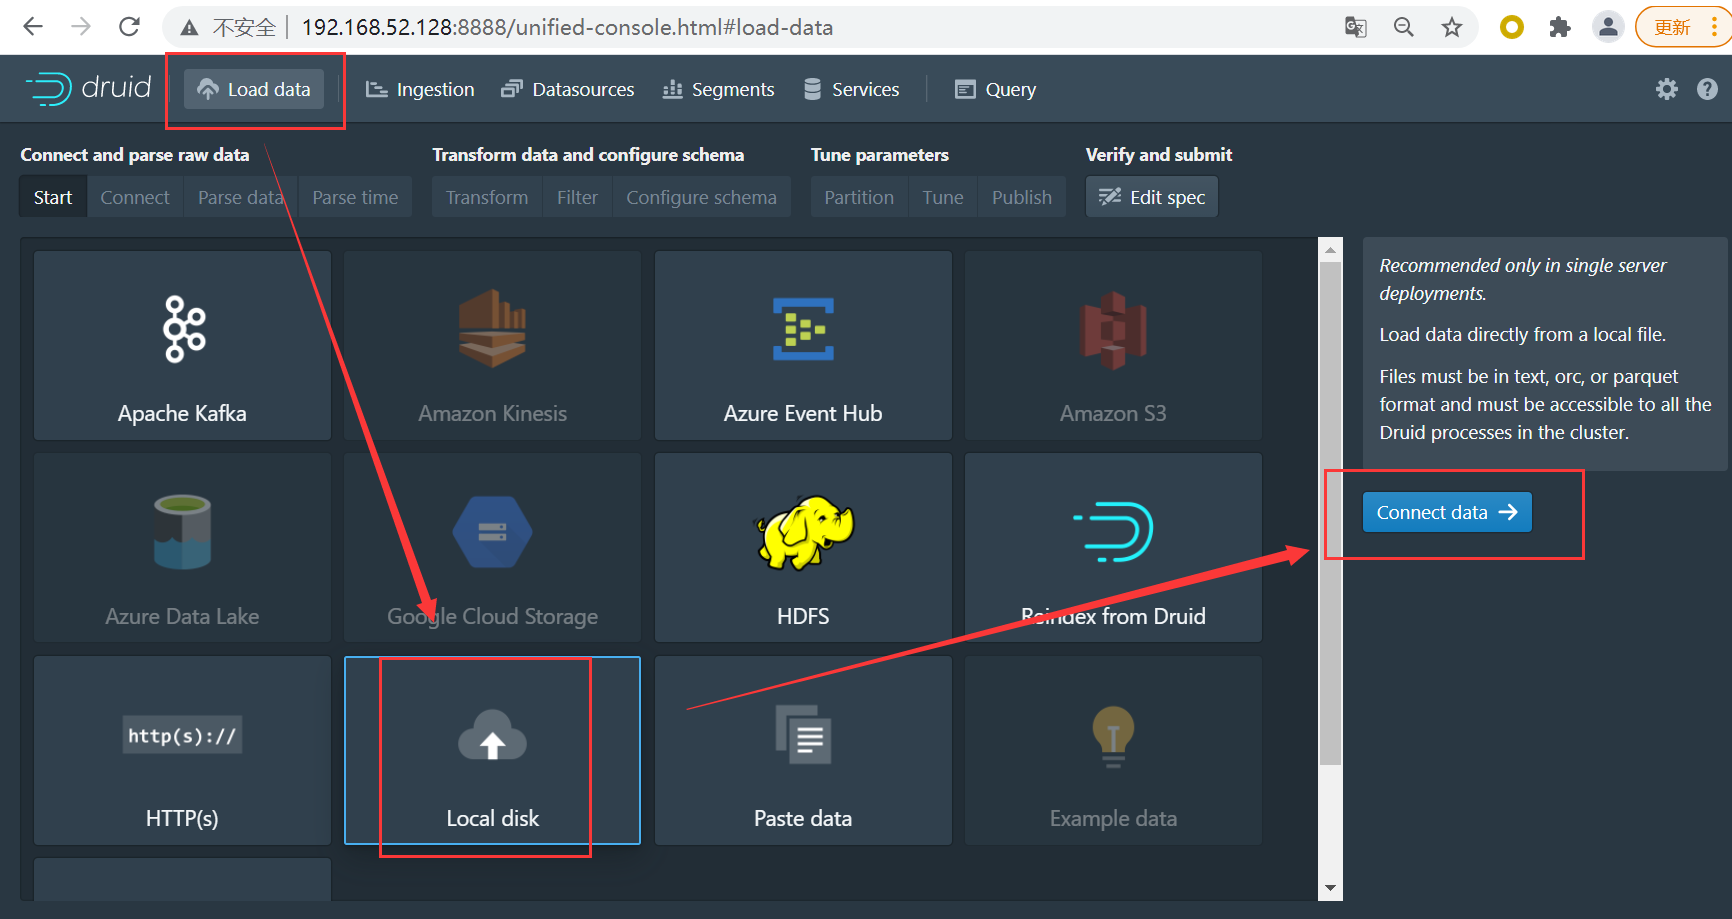 不安全 192.168.52.128:8888/unified-console.html#load-data 更新
druid Load data Ingestion Datasources Segments Services Query
Connect and parse raw data Transform data and configure schema Tune parameters Verify and submit
Start Connect Parse data Parse time Transform Filter Configure schema Partition Tune Publish Edit spec
Apache Kafka Amazon Kinesis Azure Event Hub Amazon S3
Azure Data Lake Google Cloud Storage HDFS Reindex from Druid
http(s)://
HTTP(s) Local disk Paste data Example data
Recommended only in single server
deployments.
Load data directly from a local file.
Files must be in text, orc, or parquet
format and must be accessible to all the
Druid processes in the cluster.
Connect data